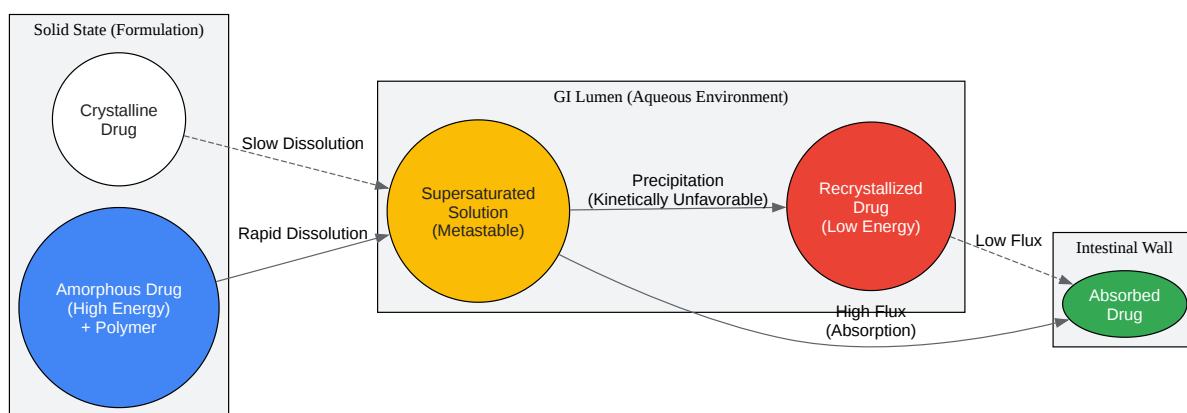 Solid State (Formulation)
Crystalline
Drug
Amorphous Drug
(High Energy)
+ Polymer
Slow Dissolution
Rapid Dissolution
GI Lumen (Aqueous Environment)
Supersaturated
Solution
(Metastable)
Precipitation
(Kinetically Unfavorable)
Recrystallized
Drug
(Low Energy)
High Flux
(Absorption)
Low Flux
Intestinal Wall
Absorbed
Drug